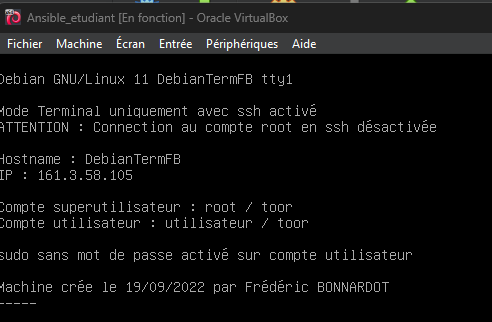 Ansible_etudiant [En fonction] - Oracle VirtualBox
Fichier Machine Écran Entrée Périphériques Aide
Debian GNU/Linux 11 DebianTermFB tty1
Mode Terminal uniquement avec ssh activé
ATTENTION : Connection au compte root en ssh désactivée
Hostname : DebianTermFB
IP : 161.3.58.105
Compte superutilisateur : root / toor
Compte utilisateur : utilisateur / toor
sudo sans mot de passe activé sur compte utilisateur
Machine crée le 19/09/2022 par Frédéric BONNARDOT
-----